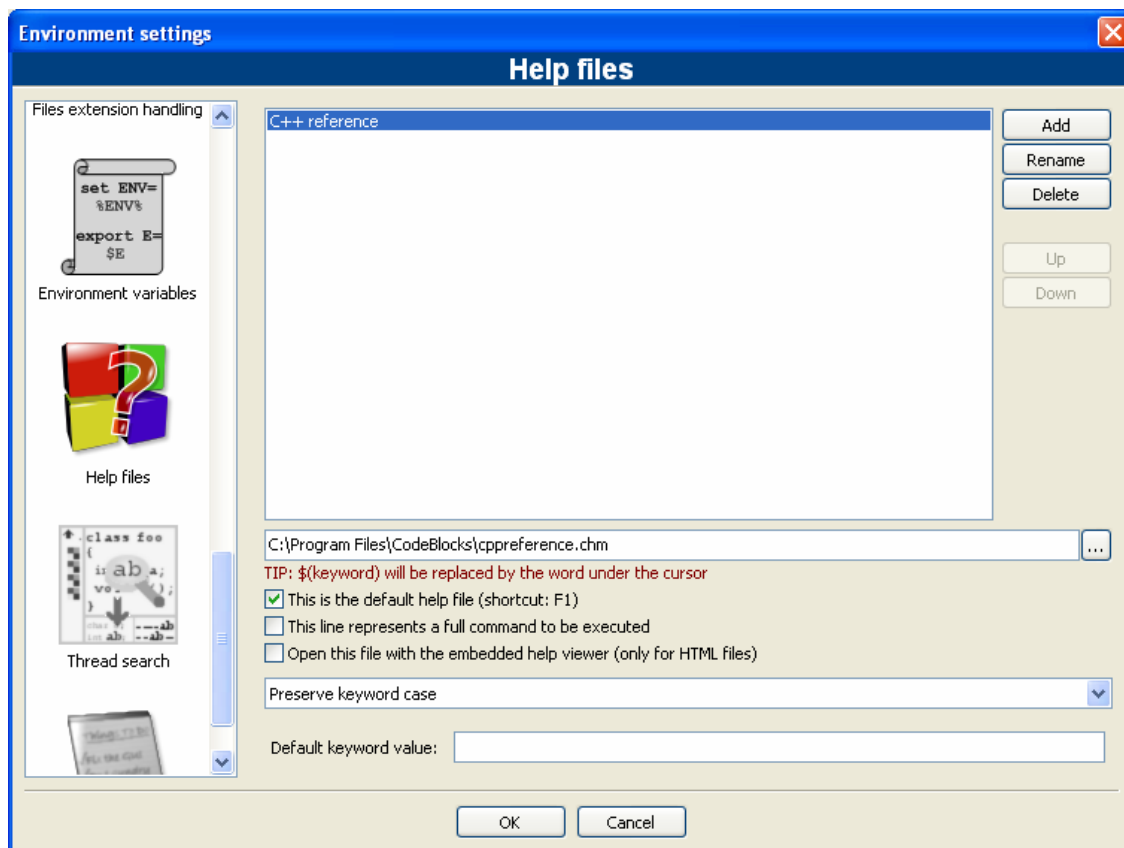 Environment settings
Help files
Files extension handling
set ENV=
%ENV%
export E=
$E
Environment variables
Help files
class foo
{
ab
}
Thread search
C++ reference
Add
Rename
Delete
Up
Down
C:\Program Files\CodeBlocks\cppreference.chm
...
TIP: $(keyword) will be replaced by the word under the cursor
This is the default help file (shortcut: F1)
This line represents a full command to be executed
Open this file with the embedded help viewer (only for HTML files)
Preserve keyword case
Default keyword value:
OK
Cancel